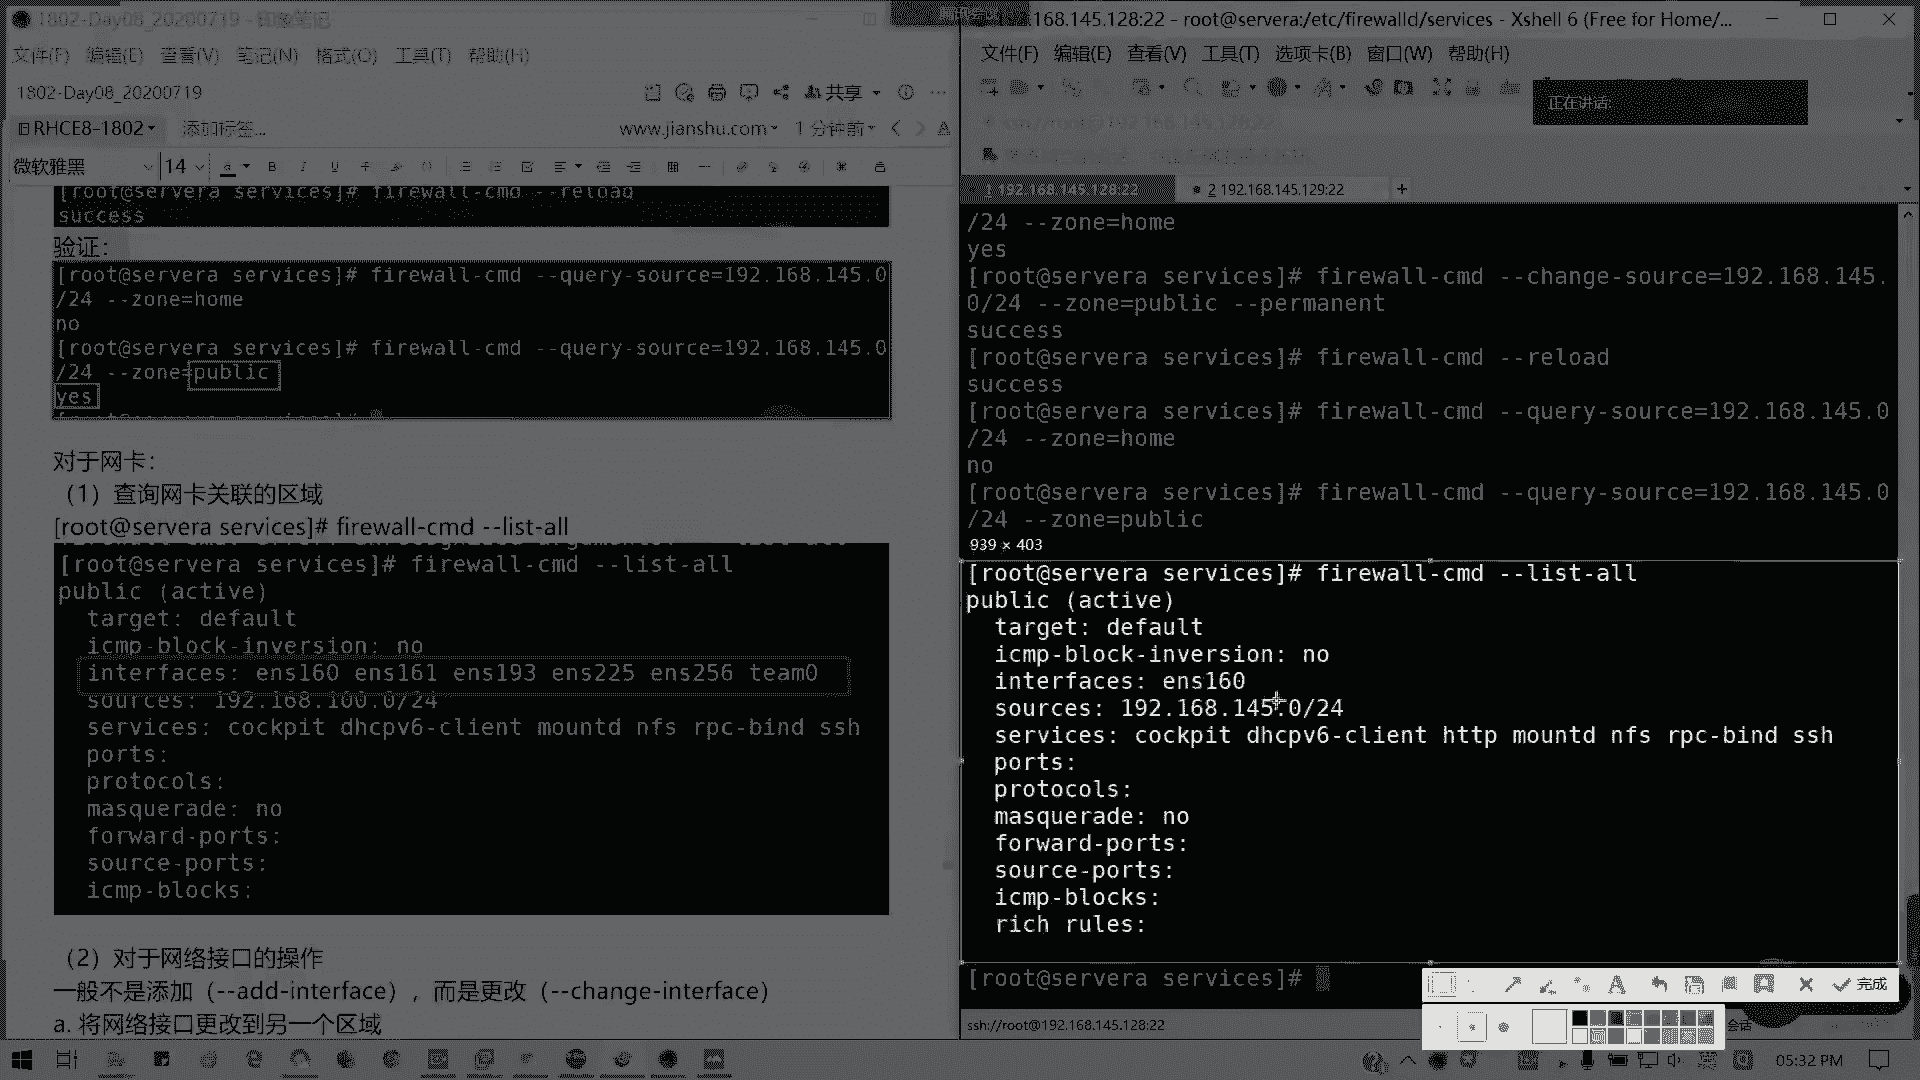 1802-Day08_20200719 - 印象笔记
文件(F) 编辑(E) 查看(V) 笔记(N) 格式(O) 工具(T) 帮助(H)
1802-Day08_20200719
共享
RHCE8-1802
添加标签...
www.jianshu.com
1 分钟前
微软雅黑
14
[root@servera services]# firewall-cmd --reload
success
验证：
[root@servera services]# firewall-cmd --query-source=192.168.145.0
/24 --zone=home
no
[root@servera services]# firewall-cmd --query-source=192.168.145.0
/24 --zone=public
yes
对于网卡：
（1）查询网卡关联的区域
[root@servera services]# firewall-cmd --list-all
[root@servera services]# firewall-cmd --list-all
public (active)
target: default
icmp-block-inversion: no
interfaces: ens160 ens161 ens193 ens225 ens256 team0
sources: 192.168.100.0/24
services: cockpit dhcpv6-client mountd nfs rpc-bind ssh
ports:
protocols:
masquerade: no
forward-ports:
source-ports:
icmp-blocks:
（2）对于网络接口的操作
一般不是添加（--add-interface），而是更改（--change-interface）
a. 将网络接口更改到另一个区域
168.145.128:22 - root@servera:/etc/firewalld/services - Xshell 6 (Free for Home/...
文件(F) 编辑(E) 查看(V) 工具(T) 选项卡(B) 窗口(W) 帮助(H)
正在讲话:
ssh://root@192.168.145.128:22
1 192.168.145.128:22
2 192.168.145.129:22
/24 --zone=home
yes
[root@servera services]# firewall-cmd --change-source=192.168.145.
0/24 --zone=public --permanent
success
[root@servera services]# firewall-cmd --reload
success
[root@servera services]# firewall-cmd --query-source=192.168.145.0
/24 --zone=home
no
[root@servera services]# firewall-cmd --query-source=192.168.145.0
/24 --zone=public
939 × 403
[root@servera services]# firewall-cmd --list-all
public (active)
target: default
icmp-block-inversion: no
interfaces: ens160
sources: 192.168.145.0/24
services: cockpit dhcpv6-client http mountd nfs rpc-bind ssh
ports:
protocols:
masquerade: no
forward-ports:
source-ports:
icmp-blocks:
rich rules:
[root@servera services]#
完成
ssh://root@192.168.145.128:22
会话
05:32 PM